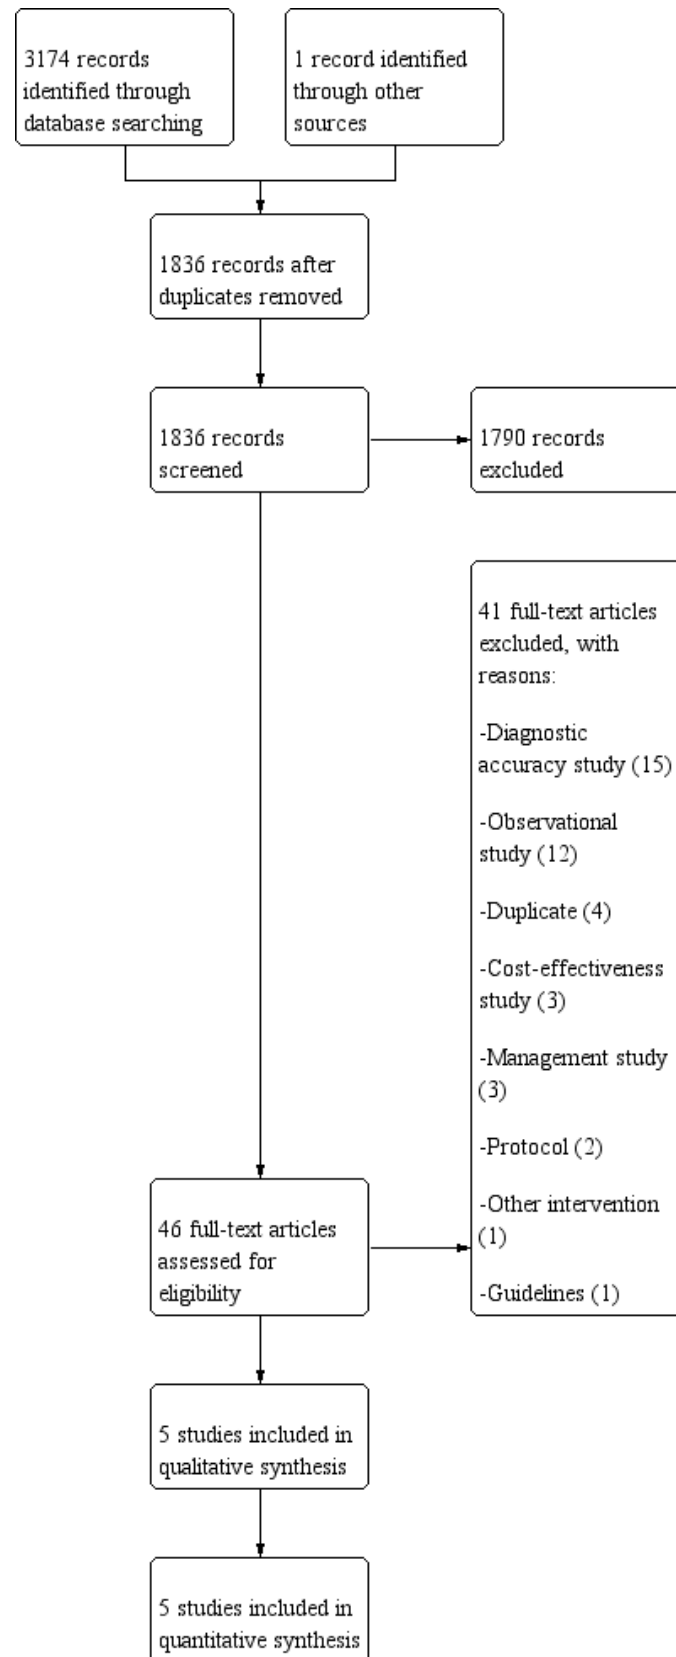 3174 records
identified through
database searching
1 record identified
through other
sources
1836 records after
duplicates removed
1836 records
screened
1790 records
excluded
41 full-text articles
excluded, with
reasons:
-Diagnostic
accuracy study (15)
-Observational
study (12)
-Duplicate (4)
-Cost-effectiveness
study (3)
-Management study
(3)
-Protocol (2)
-Other intervention
(1)
-Guidelines (1)
46 full-text articles
assessed for
eligibility
5 studies included in
qualitative synthesis
5 studies included in
quantitative synthesis